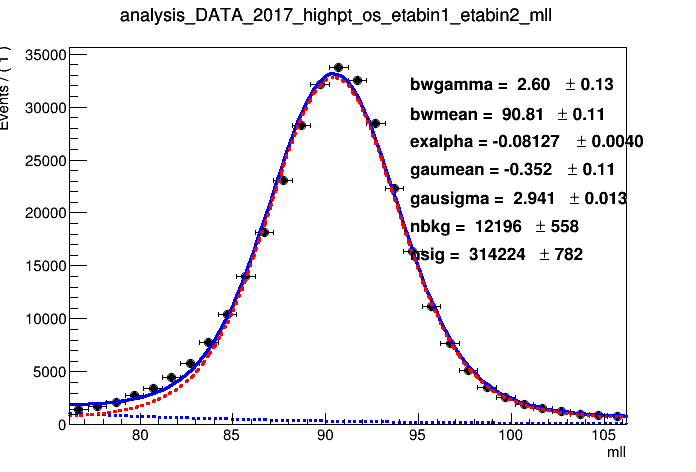 analysis_DATA_2017_highpt_os_etabin1_etabin2_mll
Events / ( 1 )
35000
30000
25000
20000
15000
10000
5000
0
bwgamma = 2.60 ± 0.13
bwmean = 90.81 ± 0.11
exalpha = -0.08127 ± 0.0040
gaumean = -0.352 ± 0.11
gausigma = 2.941 ± 0.013
nbkg = 12196 ± 558
nsig = 314224 ± 782
80 85 90 95 100 105
mll